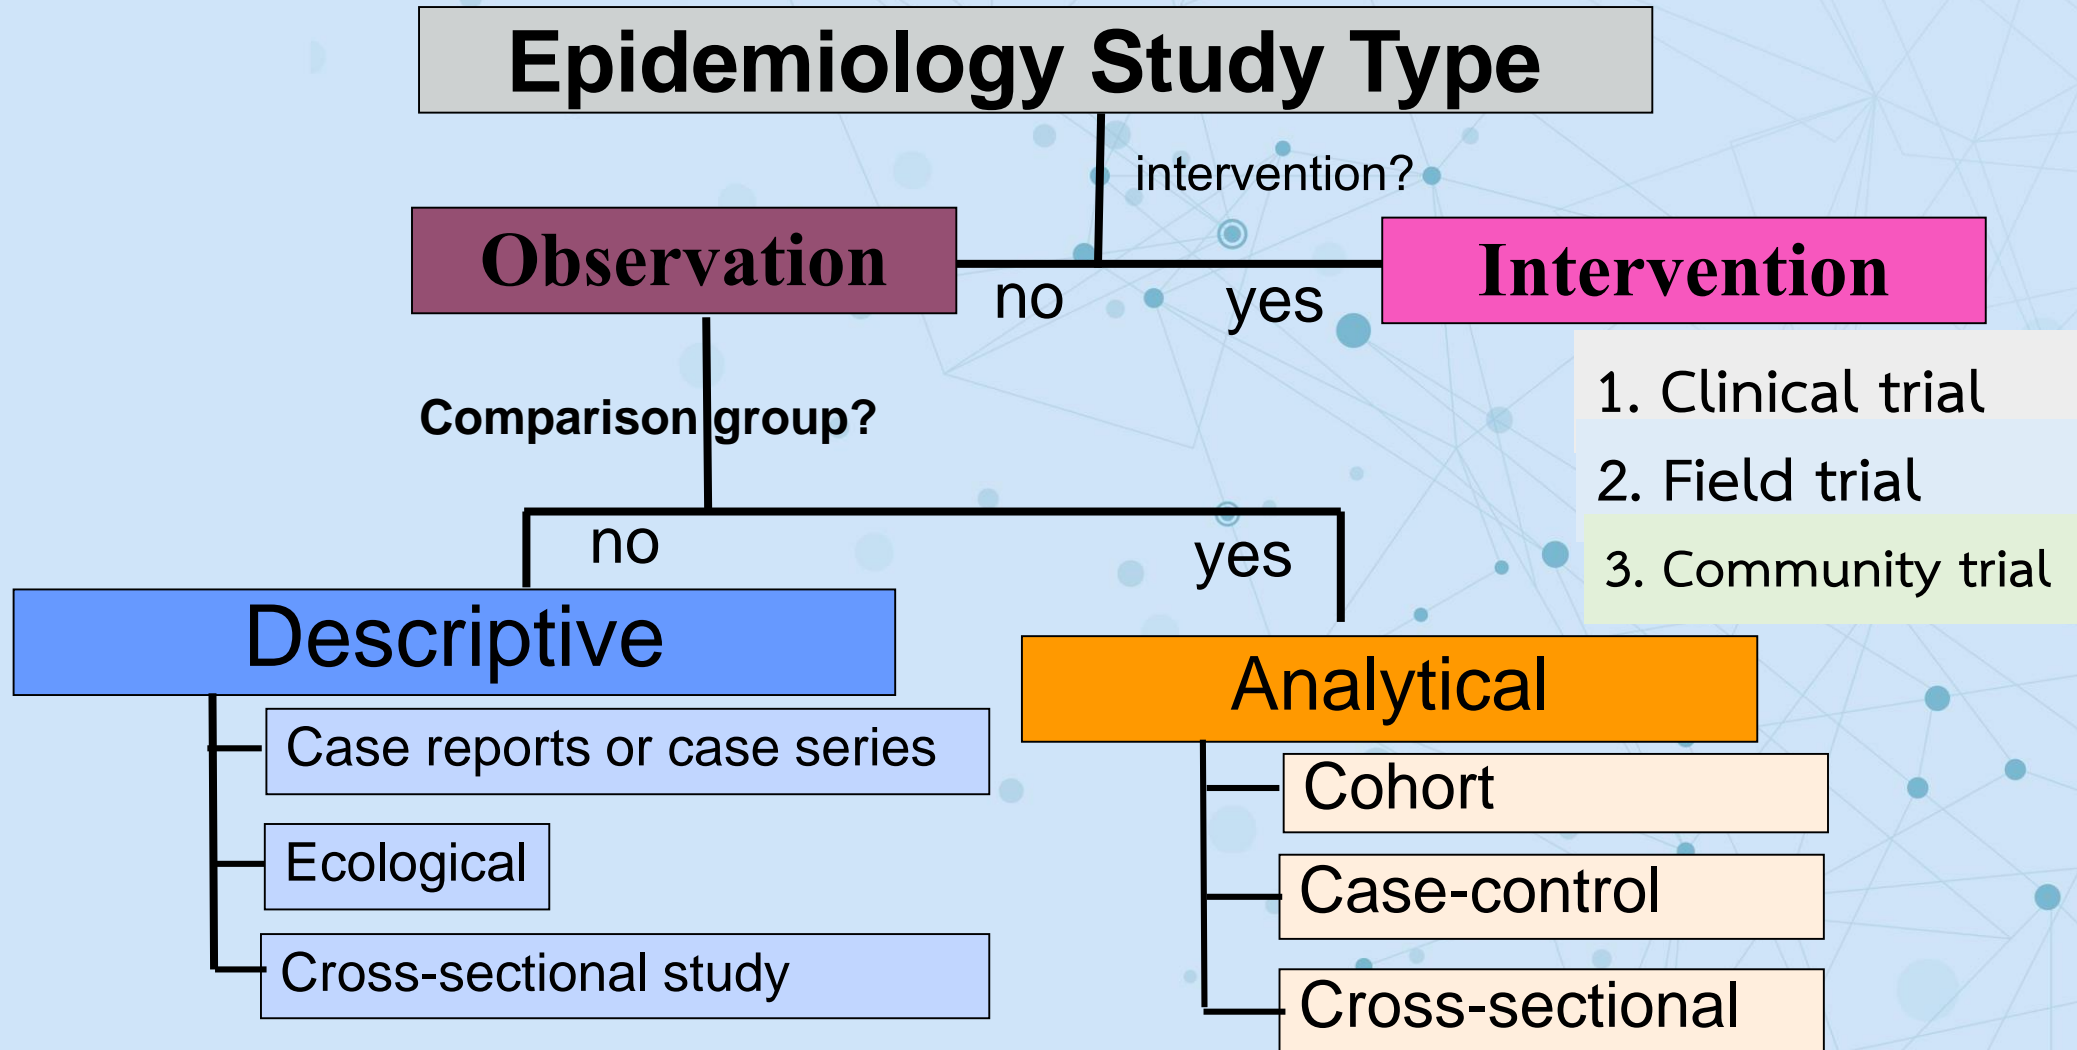 Epidemiology Study Type
intervention?
Observation
no
yes
Intervention
1. Clinical trial
2. Field trial
3. Community trial
Comparison group?
no
yes
Descriptive
Case reports or case series
Ecological
Cross-sectional study
Analytical
Cohort
Case-control
Cross-sectional